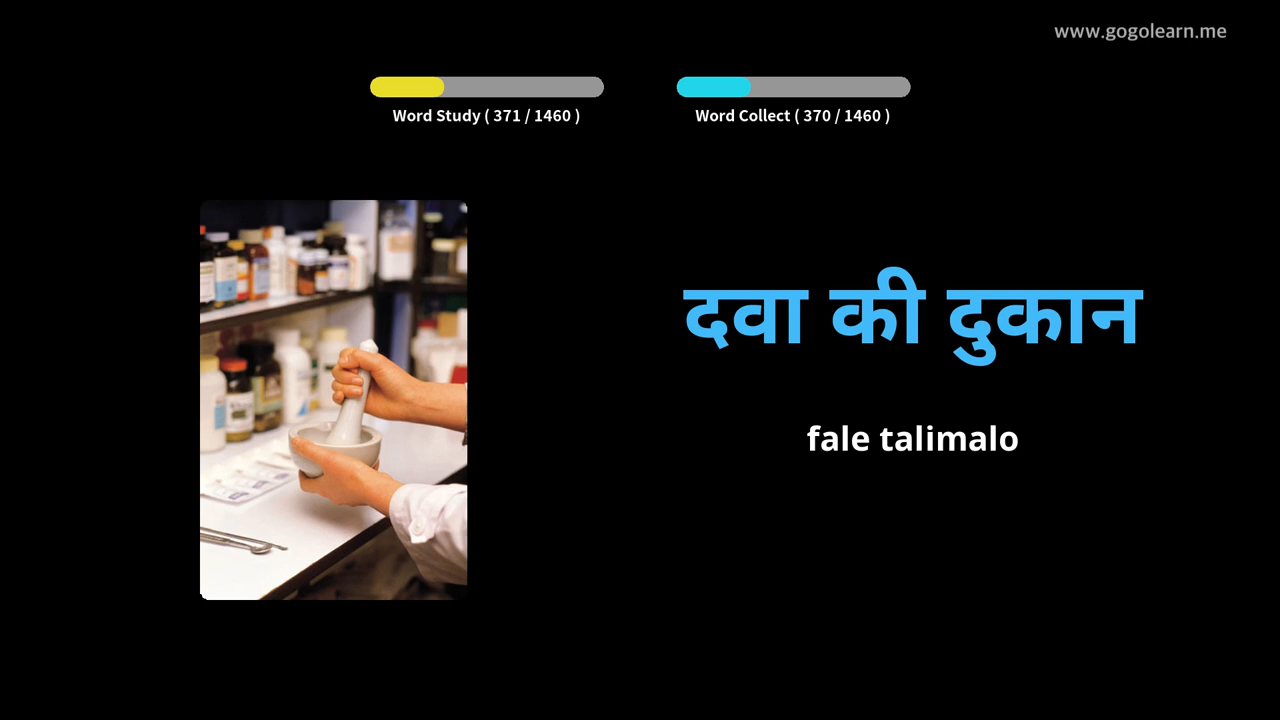 www.gogolearn.me
Word Study ( 371 / 1460 )
Word Collect ( 370 / 1460 )
दवा की दुकान
fale talimalo